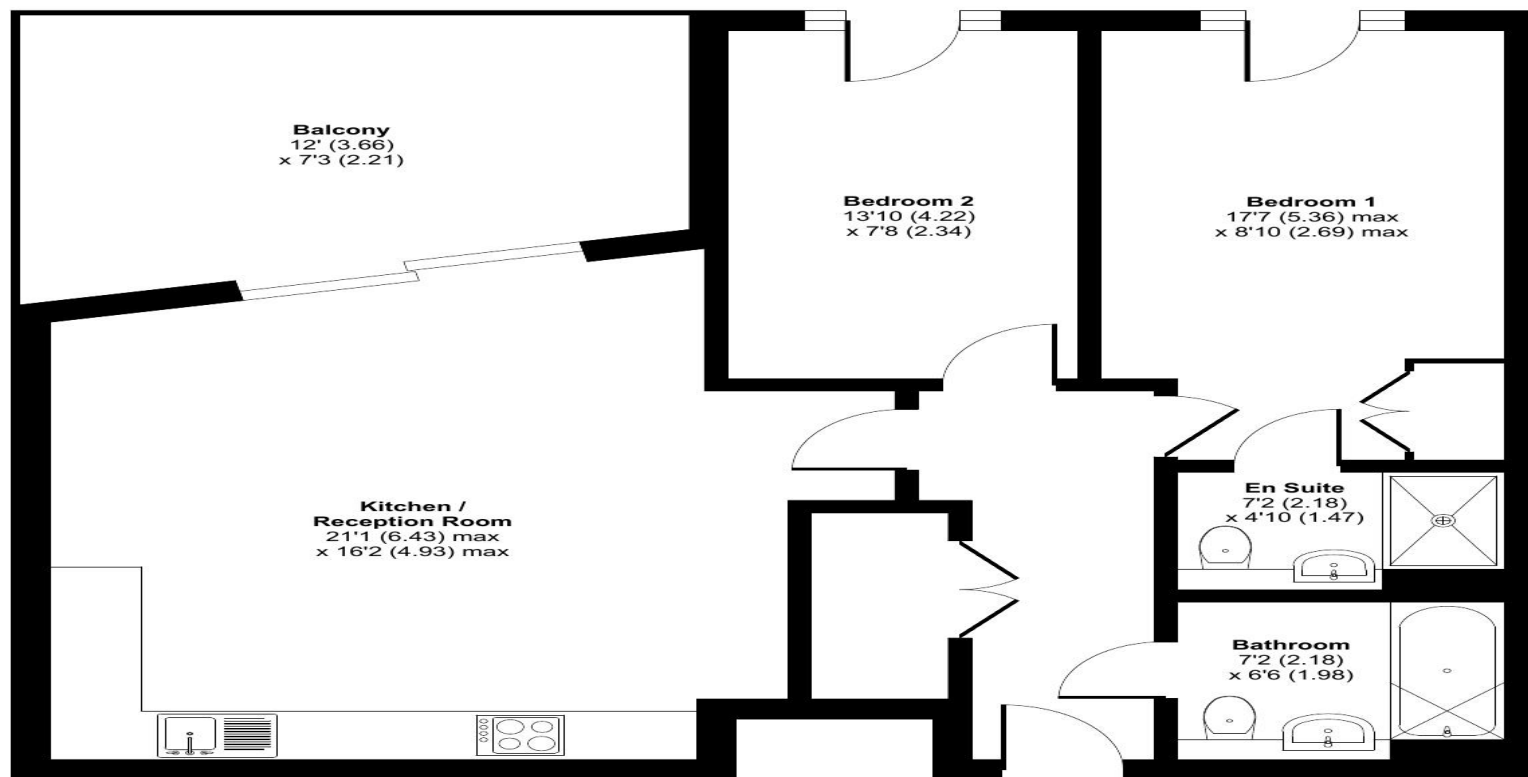 Balcony
12' (3.66)
x 7'3 (2.21)
Bedroom 2
13'10 (4.22)
x 7'8 (2.34)
Bedroom 1
17'7 (5.36) max
x 8'10 (2.69) max
Kitchen /
Reception Room
21'1 (6.43) max
x 16'2 (4.93) max
En Suite
7'2 (2.18)
x 4'10 (1.47)
Bathroom
7'2 (2.18)
x 6'6 (1.98)